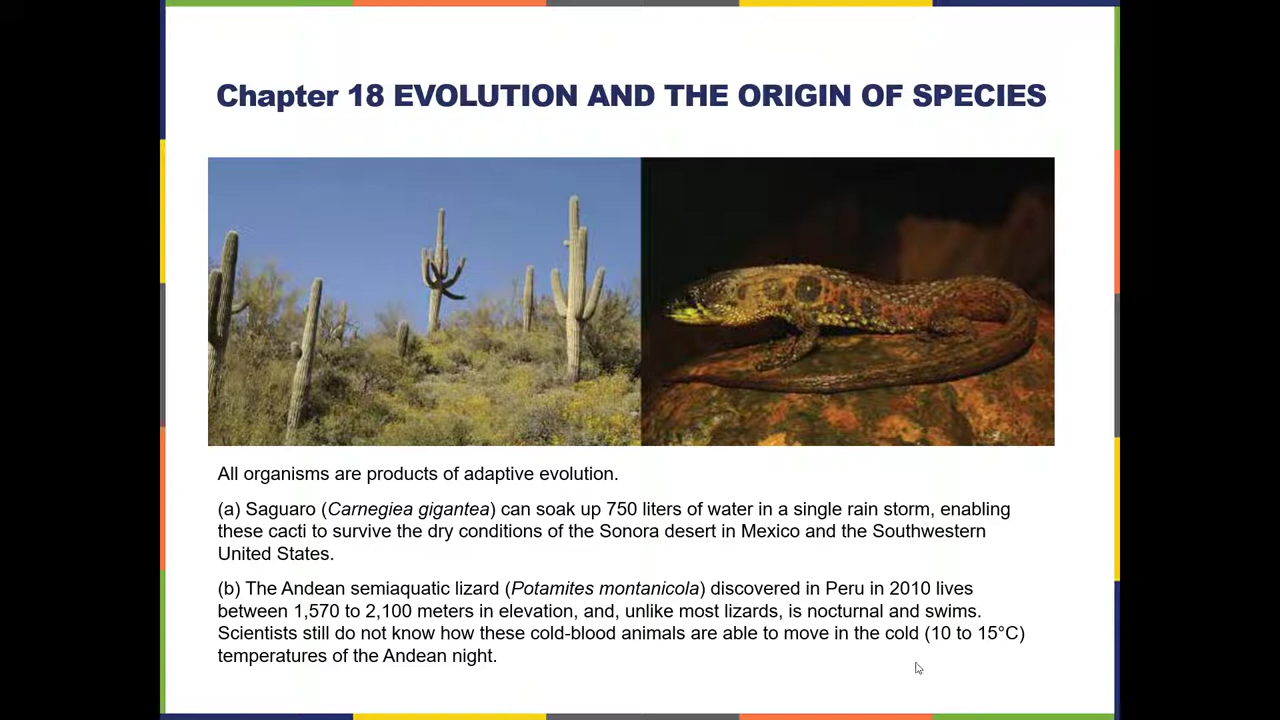 Chapter 18 EVOLUTION AND THE ORIGIN OF SPECIES
All organisms are products of adaptive evolution.
(a) Saguaro (Carnegiea gigantea) can soak up 750 liters of water in a single rain storm, enabling
these cacti to survive the dry conditions of the Sonora desert in Mexico and the Southwestern
United States.
(b) The Andean semiaquatic lizard (Potamites montanicola) discovered in Peru in 2010 lives
between 1,570 to 2,100 meters in elevation, and, unlike most lizards, is nocturnal and swims.
Scientists still do not know how these cold-blood animals are able to move in the cold (10 to 15°C)
temperatures of the Andean night.